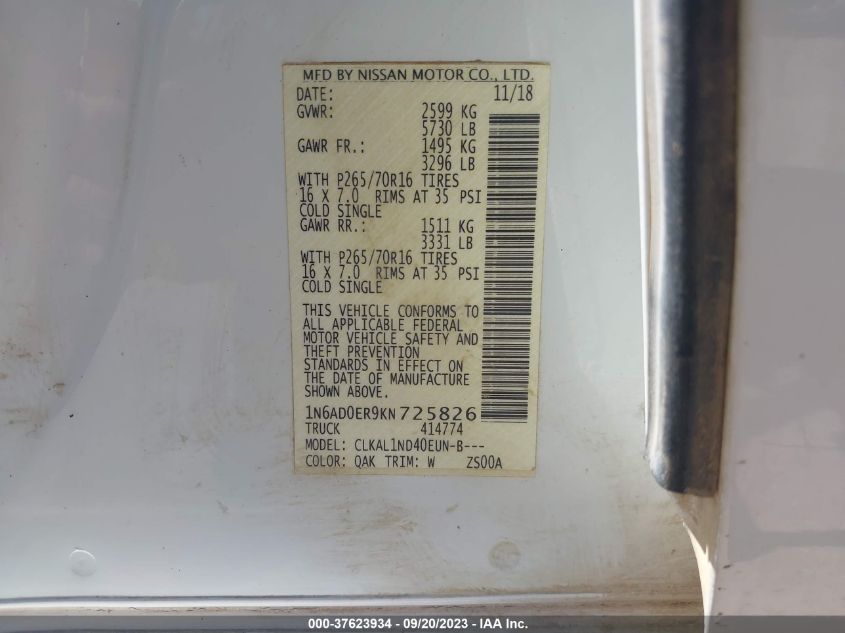 MFD BY NISSAN MOTOR CO., LTD.
DATE: 11/18
GVWR: 2599 KG
5730 LB
GAWR FR.: 1495 KG
3296 LB
WITH P265/70R16 TIRES
16 X 7.0 RIMS AT 35 PSI
COLD SINGLE
GAWR RR.: 1511 KG
3331 LB
WITH P265/70R16 TIRES
16 X 7.0 RIMS AT 35 PSI
COLD SINGLE
THIS VEHICLE CONFORMS TO
ALL APPLICABLE FEDERAL
MOTOR VEHICLE SAFETY AND
THEFT PREVENTION
STANDARDS IN EFFECT ON
THE DATE OF MANUFACTURE
SHOWN ABOVE.
1N6AD0ER9KN725826
TRUCK 414774
MODEL: CLKAL1ND40EUN-B---
COLOR: QAK TRIM: W ZS00A
000-37623934 - 09/20/2023 - IAA Inc.